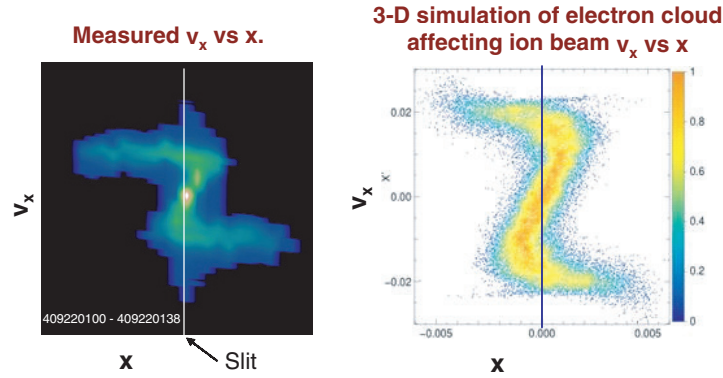 Measured vₓ vs x.
vₓ
409220100 - 409220138
x
Slit
3-D simulation of electron cloud
affecting ion beam vₓ vs x
vₓ
X'
0.02
0.00
−0.02
−0.005
0.000
0.005
x
1
0.8
0.6
0.4
0.2
0